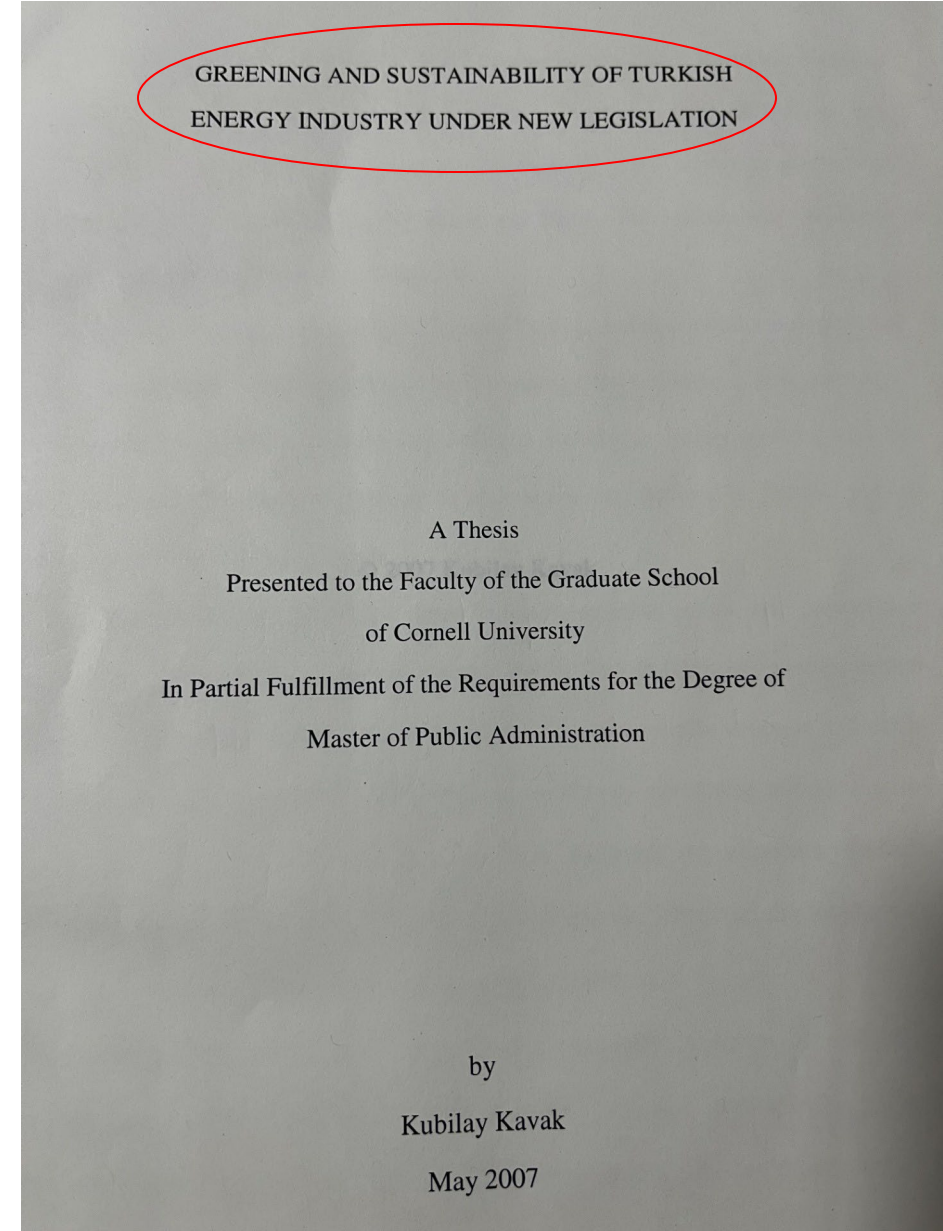 GREENING AND SUSTAINABILITY OF TURKISH
ENERGY INDUSTRY UNDER NEW LEGISLATION
A Thesis
Presented to the Faculty of the Graduate School
of Cornell University
In Partial Fulfillment of the Requirements for the Degree of
Master of Public Administration
by
Kubilay Kavak
May 2007